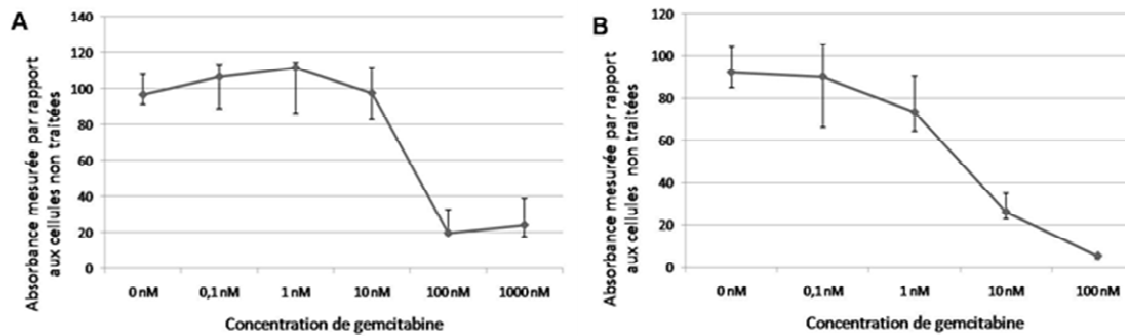 A
Absorbance mesurée par rapport
aux cellules non traitées
140
120
100
80
60
40
20
0
0 nM 0,1 nM 1 nM 10 nM 100 nM 1000 nM
Concentration de gemcitabine
B
Absorbance mesurée par rapport
aux cellules non traitées
120
100
80
60
40
20
0
0 nM 0,1 nM 1 nM 10 nM 100 nM
Concentration de gemcitabine